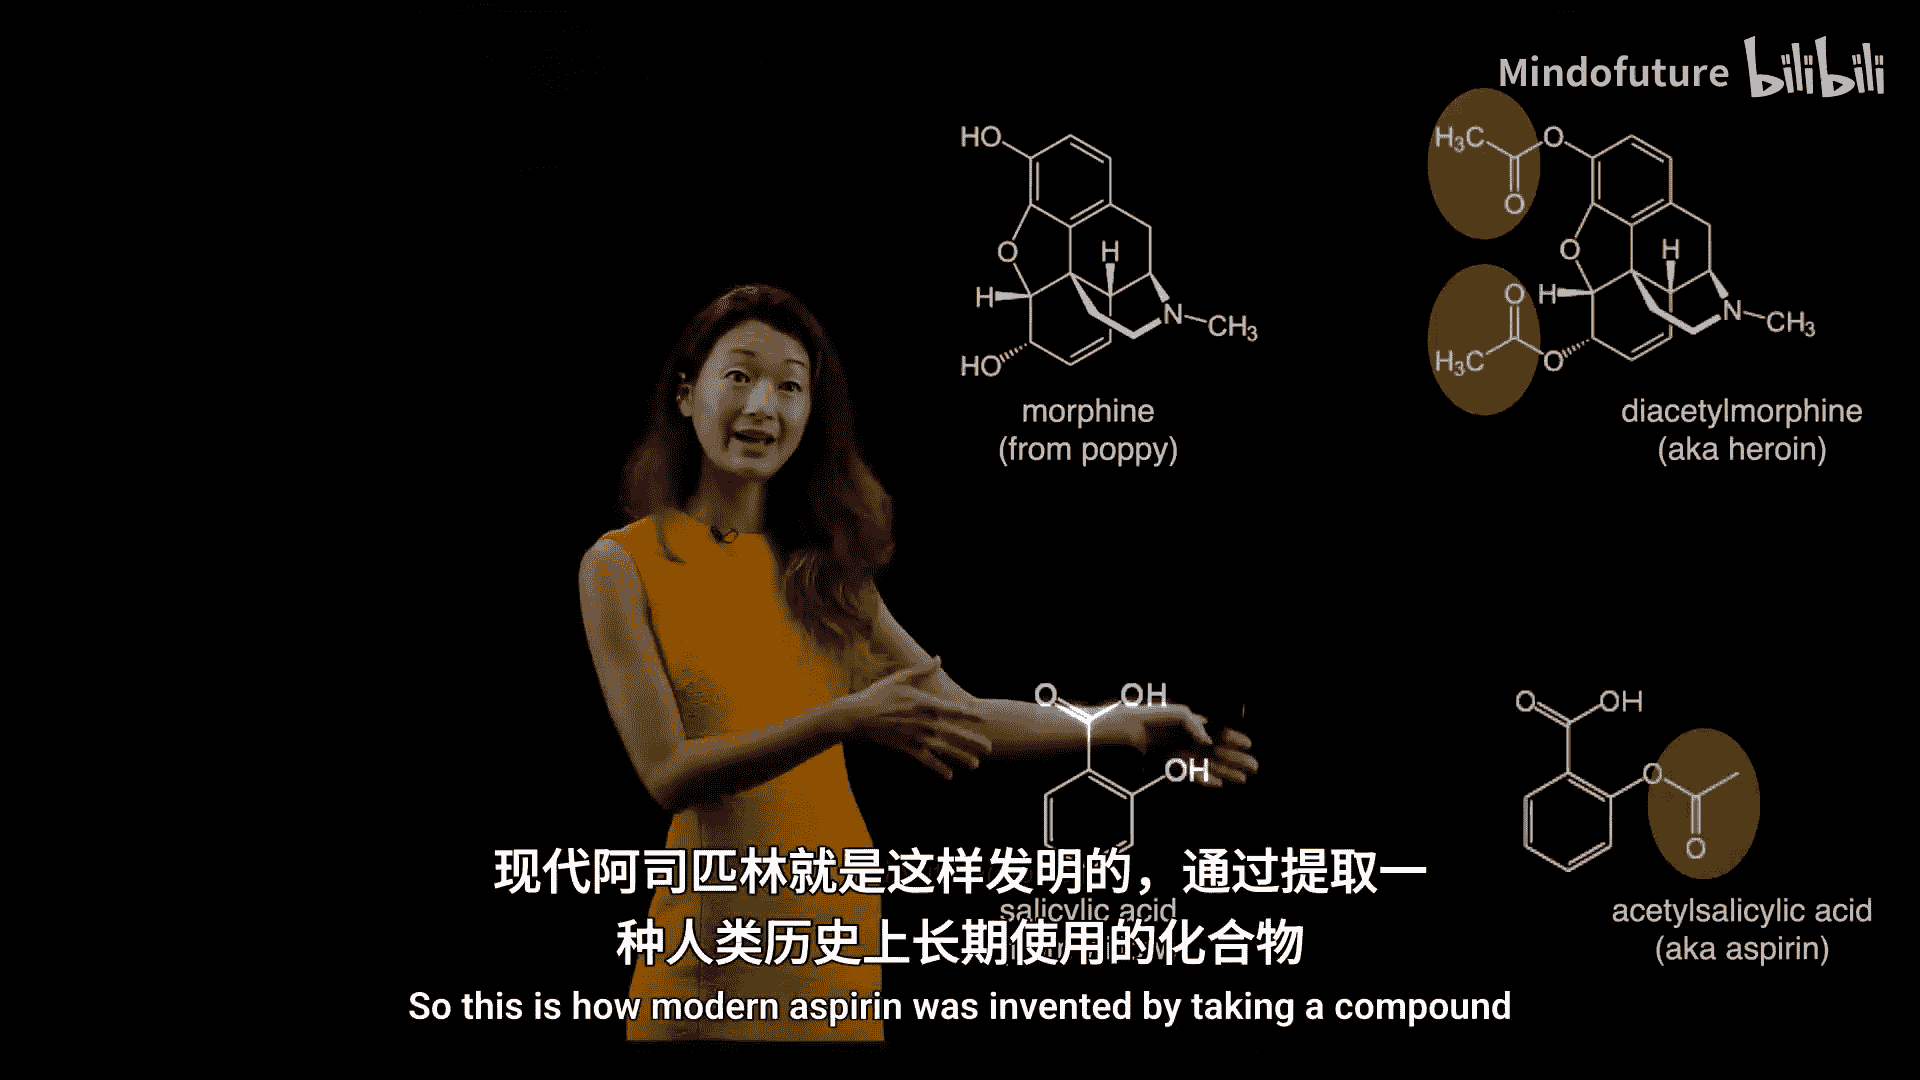 Mindofuture bilibili
HO
O
H
H
N
CH3
HO
morphine
(from poppy)
H3C
O
O
O
H
O
H
N
CH3
H3C
O
diacetylmorphine
(aka heroin)
O
OH
OH
salicylic acid
O
OH
O
O
acetylsalicylic acid
(aka aspirin)
现代阿司匹林就是这样发明的，通过提取一
种人类历史上长期使用的化合物
So this is how modern aspirin was invented by taking a compound